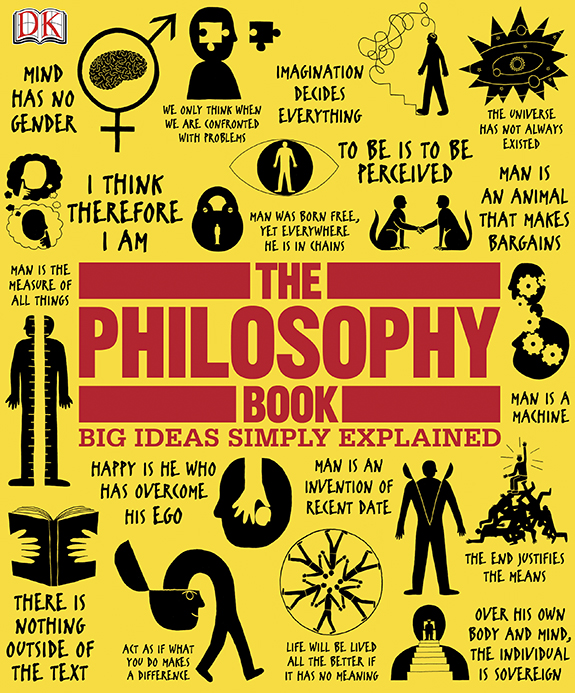 DK
MIND
HAS NO
GENDER
WE ONLY THINK WHEN
WE ARE CONFRONTED
WITH PROBLEMS
IMAGINATION
DECIDES
EVERYTHING
THE UNIVERSE
HAS NOT ALWAYS
EXISTED
I THINK
THEREFORE
I AM
MAN WAS BORN FREE,
YET EVERYWHERE
HE IS IN CHAINS
TO BE IS TO BE
PERCEIVED
MAN IS
AN ANIMAL
THAT MAKES
BARGAINS
MAN IS THE
MEASURE OF
ALL THINGS
THE
PHILOSOPHY
BOOK
BIG IDEAS SIMPLY EXPLAINED
MAN IS A
MACHINE
HAPPY IS HE WHO
HAS OVERCOME
HIS EGO
MAN IS AN
INVENTION OF
RECENT DATE
THE END JUSTIFIES
THE MEANS
THERE IS
NOTHING
OUTSIDE OF
THE TEXT
ACT AS IF WHAT
YOU DO MAKES
A DIFFERENCE
LIFE WILL BE LIVED
ALL THE BETTER IF
IT HAS NO MEANING
OVER HIS OWN
BODY AND MIND,
THE INDIVIDUAL
IS SOVEREIGN